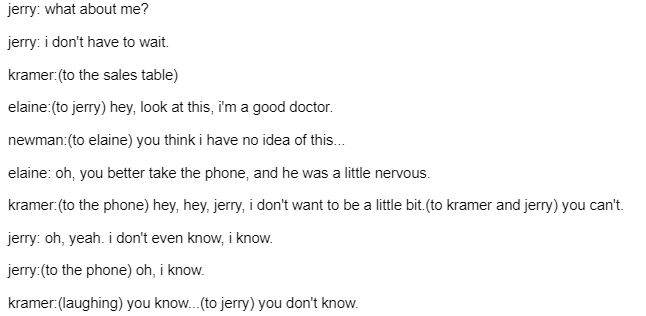 jerry: what about me?
jerry: i don't have to wait.
kramer:(to the sales table)
elaine:(to jerry) hey, look at this, i'm a good doctor.
newman:(to elaine) you think i have no idea of this...
elaine: oh, you better take the phone, and he was a little nervous.
kramer:(to the phone) hey, hey, jerry, i don't want to be a little bit.(to kramer and jerry) you can't.
jerry: oh, yeah. i don't even know, i know.
jerry:(to the phone) oh, i know.
kramer:(laughing) you know...(to jerry) you don't know.